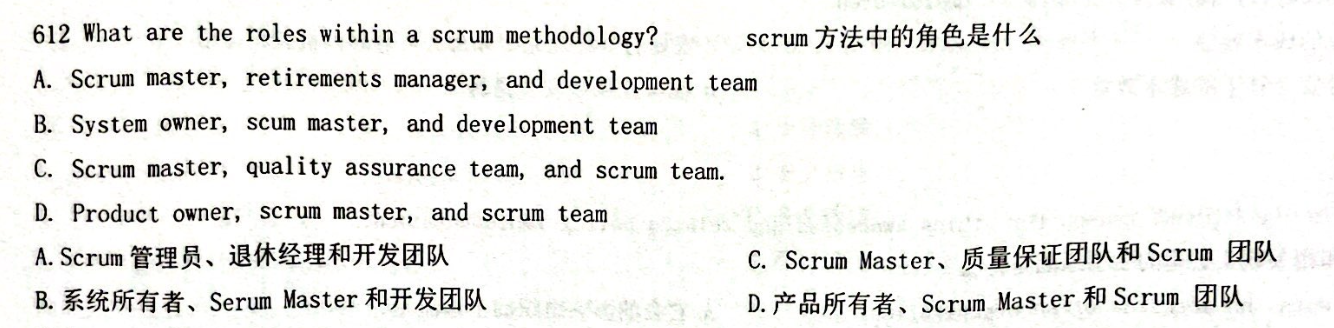 612 What are the roles within a scrum methodology? scrum 方法中的角色是什么
A. Scrum master, retirements manager, and development team
B. System owner, scum master, and development team
C. Scrum master, quality assurance team, and scrum team.
D. Product owner, scrum master, and scrum team
A. Scrum 管理员、退休经理和开发团队
C. Scrum Master、质量保证团队和 Scrum 团队
B. 系统所有者、Serum Master 和开发团队
D. 产品所有者、Scrum Master 和 Scrum 团队